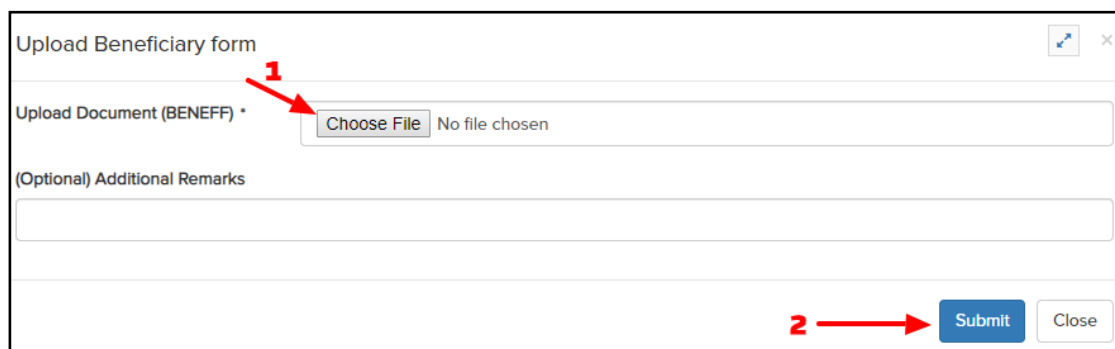 Upload Beneficiary form
×
1
Upload Document (BENEFF) *
Choose File No file chosen
(Optional) Additional Remarks
2
Submit Close